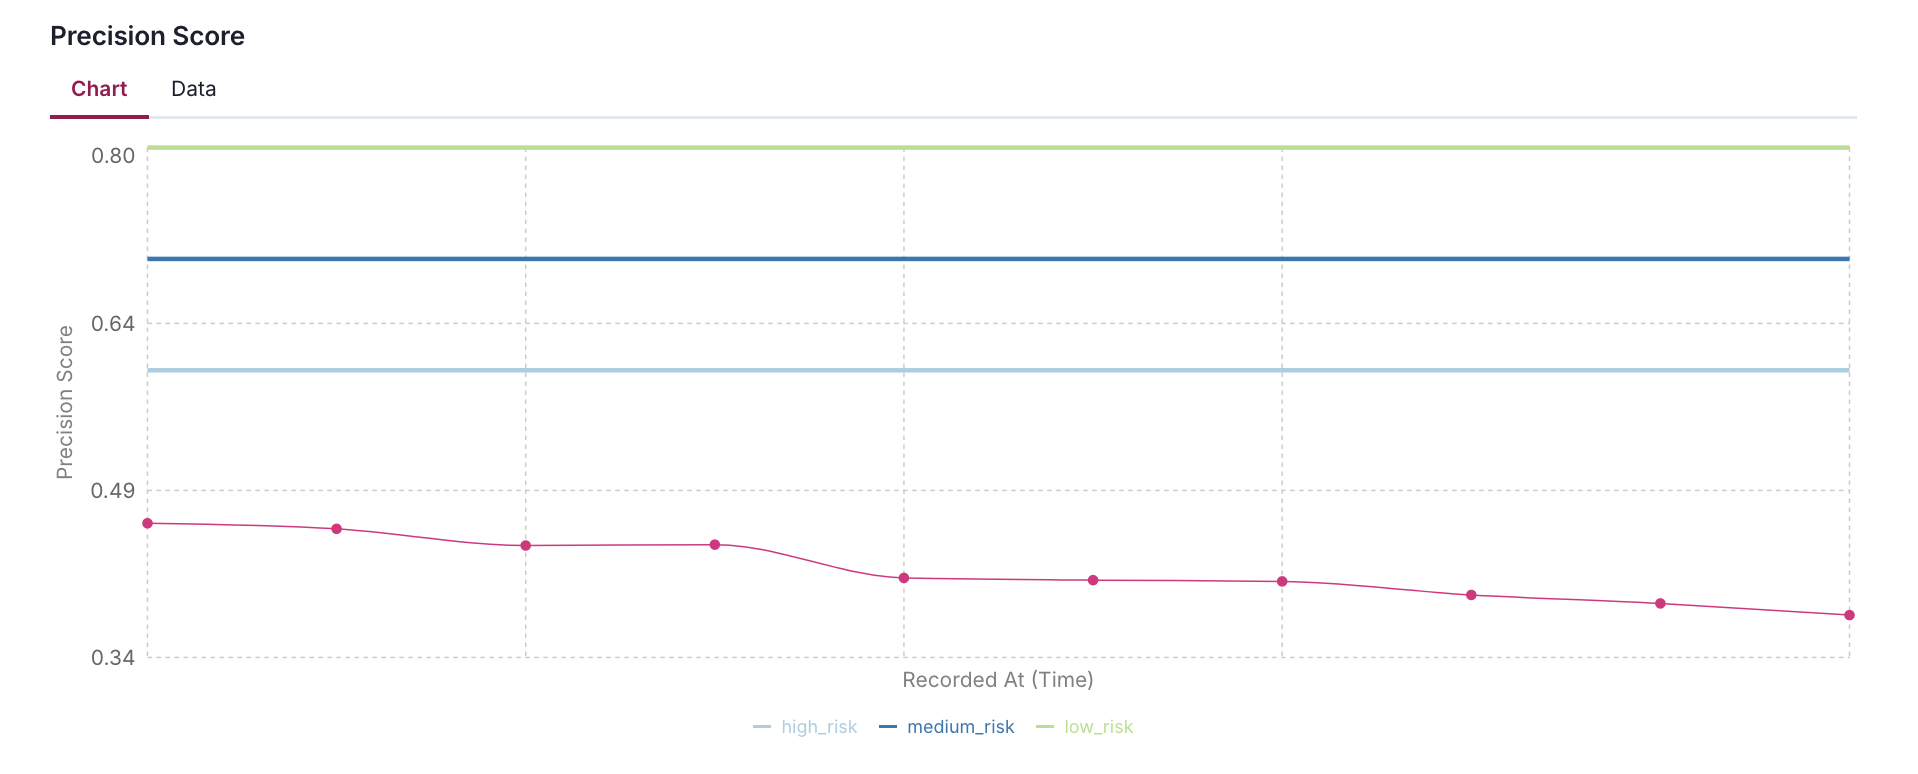 Precision Score
Chart Data
0.80
0.64
0.49
0.34
Precision Score
Recorded At (Time)
high_risk medium_risk low_risk